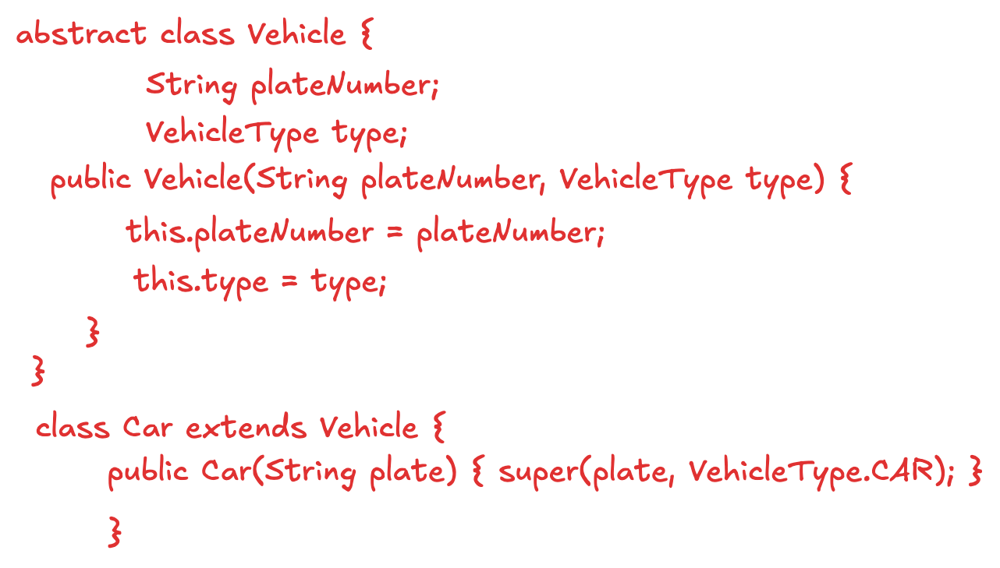 abstract class Vehicle {
String plateNumber;
VehicleType type;
public Vehicle(String plateNumber, VehicleType type) {
this.plateNumber = plateNumber;
this.type = type;
}
}
class Car extends Vehicle {
public Car(String plate) { super(plate, VehicleType.CAR); }
}